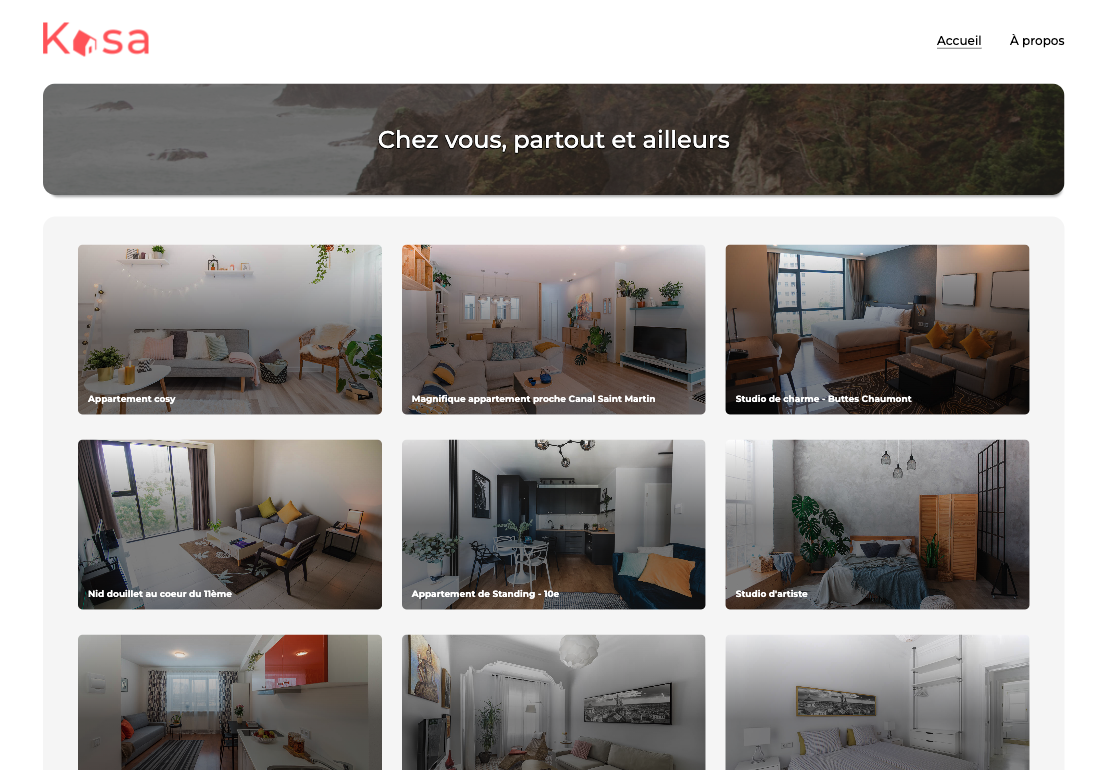 Kasa
Accueil
À propos
Chez vous, partout et ailleurs
Appartement cosy
Magnifique appartement proche Canal Saint Martin
Studio de charme - Buttes Chaumont
Nid douillet au coeur du 11ème
Appartement de Standing - 10e
Studio d'artiste